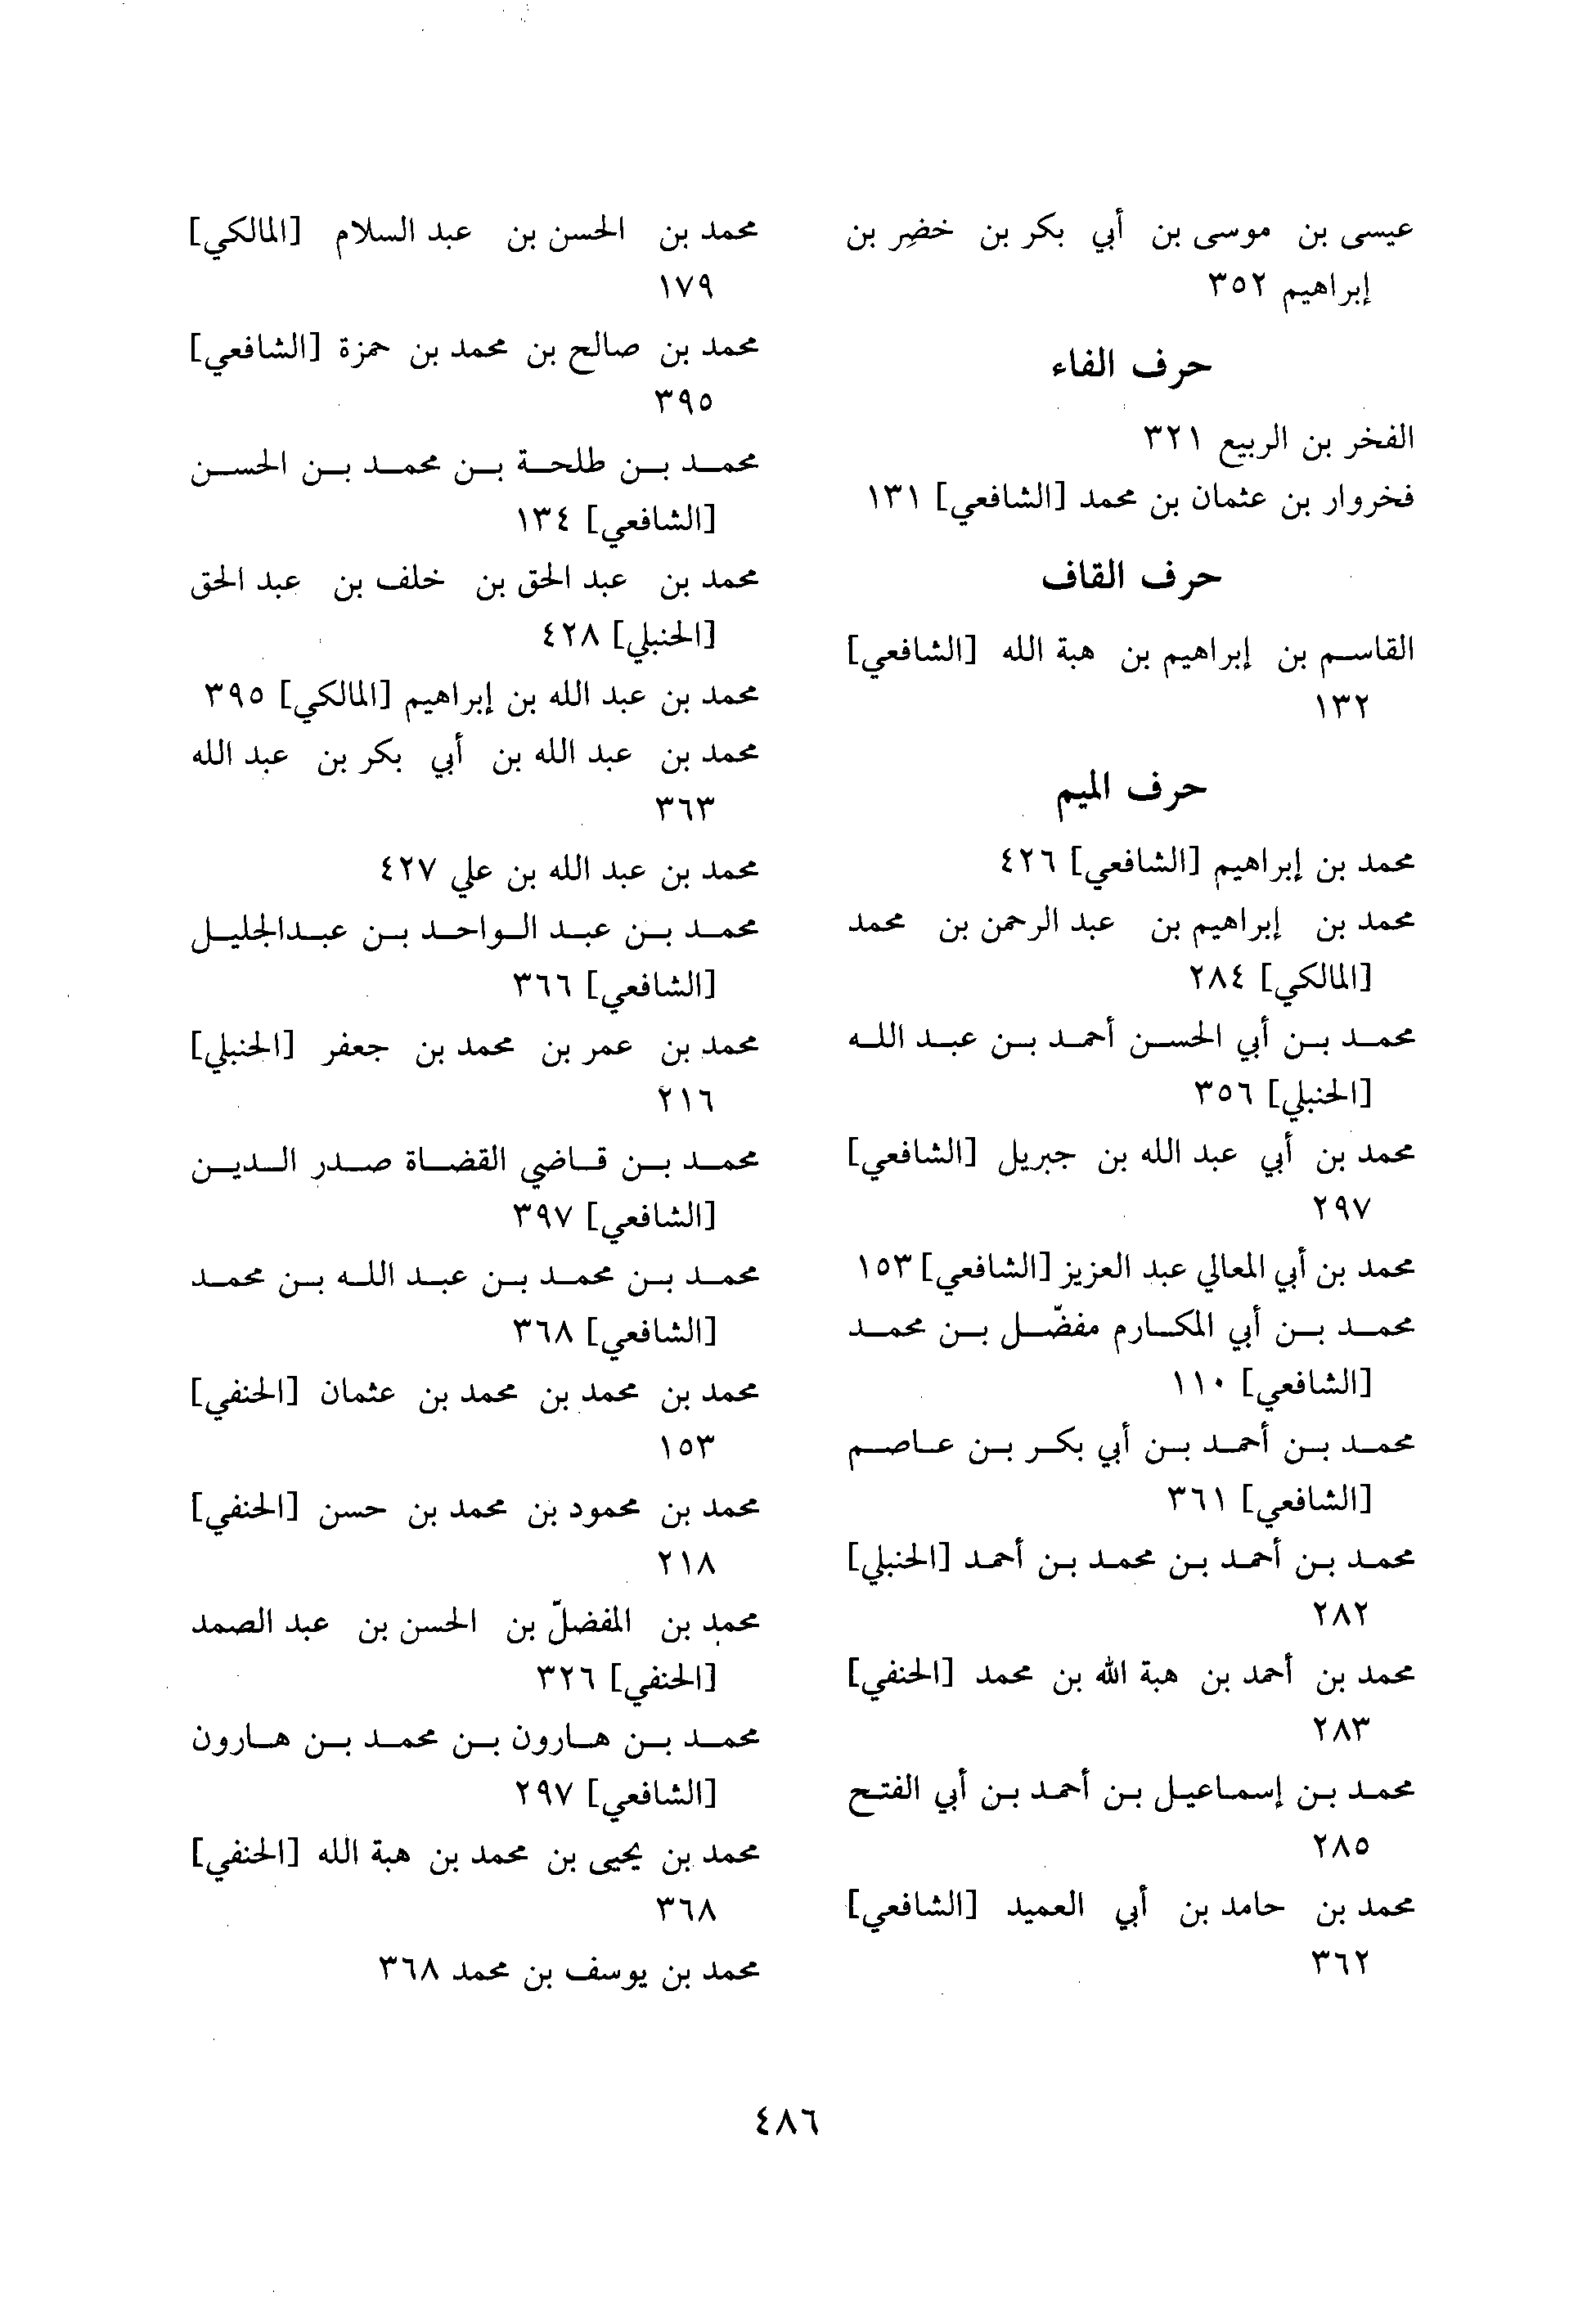 عيسى بن موسى بن أبي بكر بن خضِر بن
إبراهيم ٣٥٢
حرف الفاء
الفخر بن الربيع ٣٢١
فخروار بن عثمان بن محمد [الشافعي] ١٣١
حرف القاف
القاسم بن إبراهيم بن هبة الله [الشافعي]
١٣٢
حرف الميم
محمد بن إبراهيم [الشافعي] ٤٢٦
محمد بن إبراهيم بن عبد الرحمن بن محمد
[المالكي] ٢٨٤
محمد بن أبي الحسن أحمد بن عبد الله
[الحنبلي] ٣٥٦
محمد بن أبي عبد الله بن جبريل [الشافعي]
٢٩٧
محمد بن أبي المعالي عبد العزيز [الشافعي] ١٥٣
محمد بن أبي المكارم مفضّل بن محمد
[الشافعي] ١١٠
محمد بن أحمد بن أبي بكر بن عاصم
[الشافعي] ٣٦١
محمد بن أحمد بن محمد بن أحمد [الحنبلي]
٢٨٢
محمد بن أحمد بن هبة الله بن محمد [الحنفي]
٢٨٣
محمد بن إسماعيل بن أحمد بن أبي الفتح
٢٨٥
محمد بن حامد بن أبي العميد [الشافعي]
٣٦٢
محمد بن الحسن بن عبد السلام [المالكي]
١٧٩
محمد بن صالح بن محمد بن حمزة [الشافعي]
٣٩٥
محمد بن طلحة بن محمد بن الحسن
[الشافعي] ١٣٤
محمد بن عبد الحق بن خلف بن عبد الحق
[الحنبلي] ٤٢٨
محمد بن عبد الله بن إبراهيم [المالكي] ٣٩٥
محمد بن عبد الله بن أبي بكر بن عبد الله
٣٦٣
محمد بن عبد الله بن علي ٤٢٧
محمد بن عبد الواحد بن عبدالجليل
[الشافعي] ٣٦٦
محمد بن عمر بن محمد بن جعفر [الحنبلي]
٢١٦
محمد بن قاضي القضاة صدر الدين
[الشافعي] ٣٩٧
محمد بن محمد بن عبد الله بن محمد
[الشافعي] ٣٦٨
محمد بن محمد بن محمد بن عثمان [الحنفي]
١٥٣
محمد بن محمود بن محمد بن حسن [الحنفي]
٢١٨
محمد بن المفضلّ بن الحسن بن عبد الصمد
[الحنفي] ٣٢٦
محمد بن هارون بن محمد بن هارون
[الشافعي] ٢٩٧
محمد بن يحيى بن محمد بن هبة الله [الحنفي]
٣٦٨
محمد بن يوسف بن محمد ٣٦٨
٤٨٦